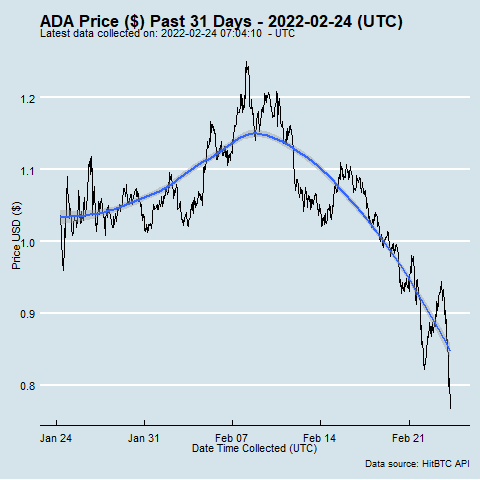 ADA Price ($) Past 31 Days - 2022-02-24 (UTC)
Latest data collected on: 2022-02-24 07:04:10 - UTC
1.2
1.1
1.0
0.9
0.8
Price USD ($)
Jan 24 Jan 31 Feb 07 Feb 14 Feb 21
Date Time Collected (UTC)
Data source: HitBTC API